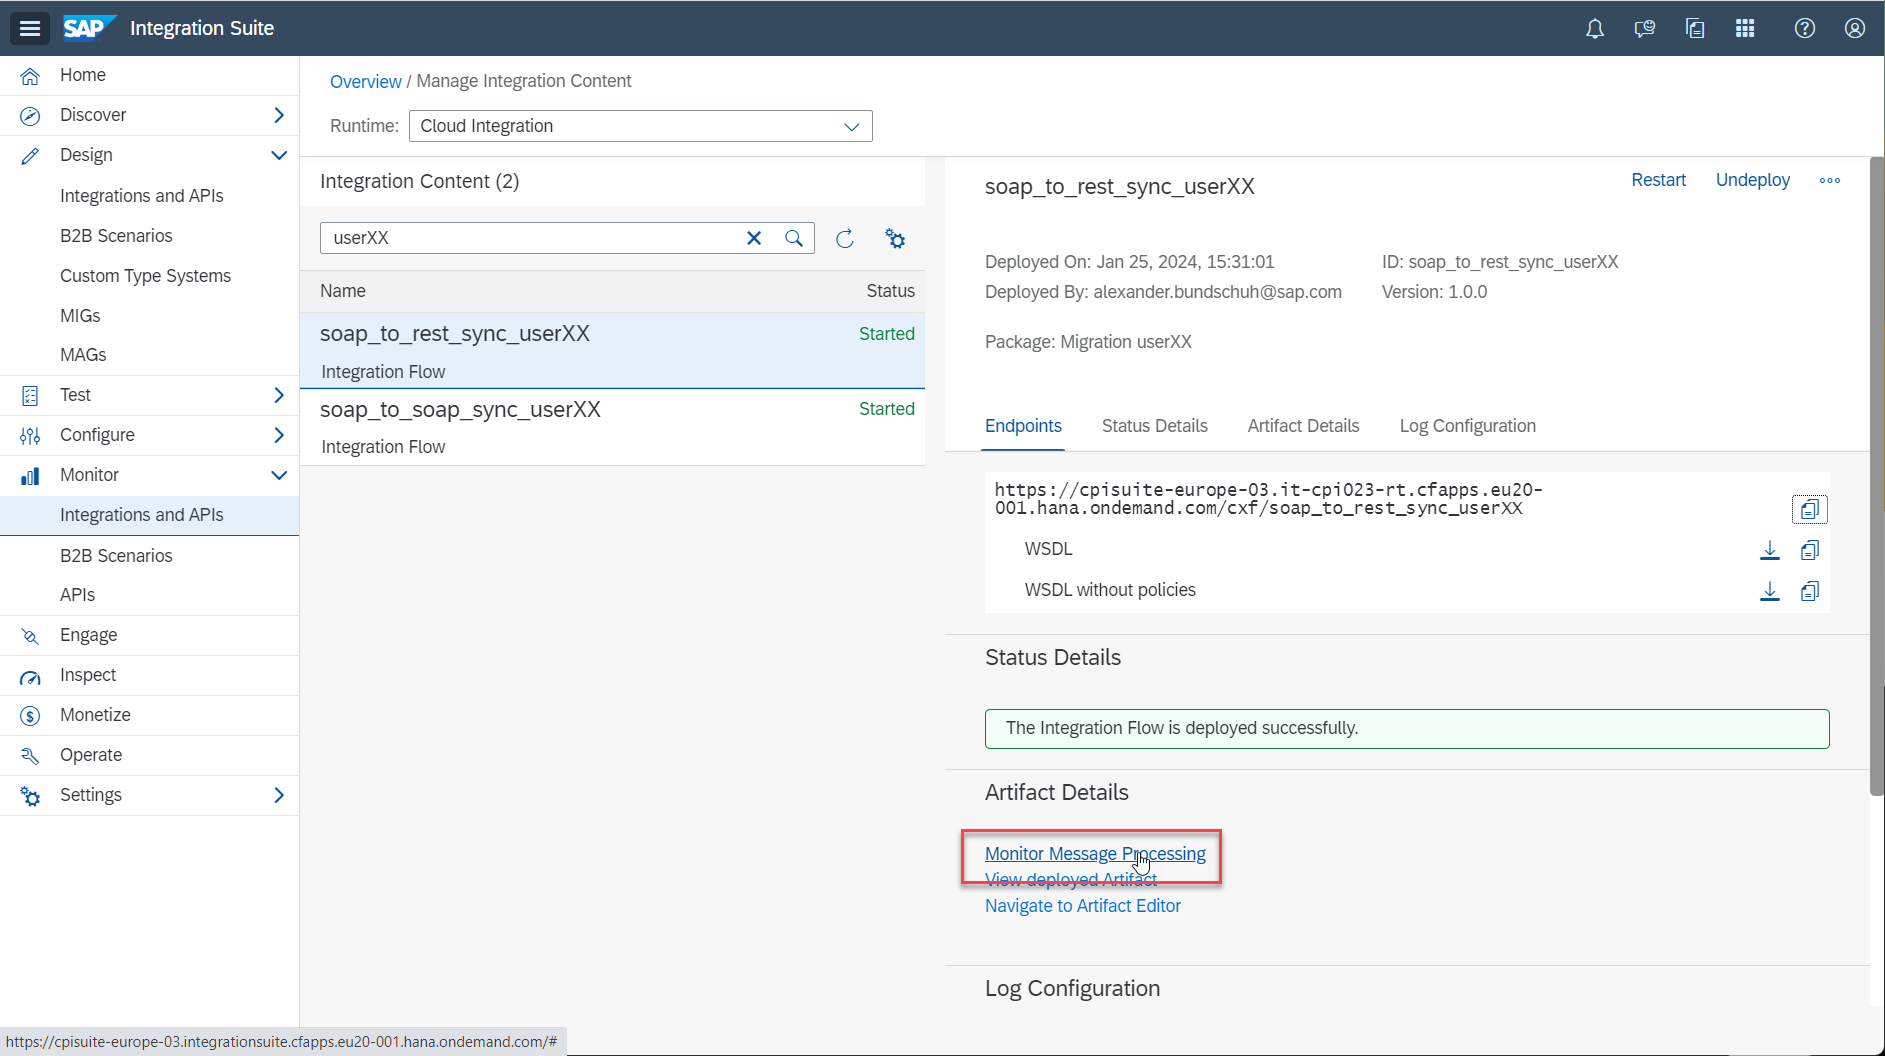 SAP Integration Suite
Home
Discover
Design
Integrations and APIs
B2B Scenarios
Custom Type Systems
MIGs
MAGs
Test
Configure
Monitor
Integrations and APIs
B2B Scenarios
APIs
Engage
Inspect
Monetize
Operate
Settings
Overview / Manage Integration Content
Runtime: Cloud Integration
Integration Content (2)
userXX
Name Status
soap_to_rest_sync_userXX Started
Integration Flow
soap_to_soap_sync_userXX Started
Integration Flow
soap_to_rest_sync_userXX Restart Undeploy
Deployed On: Jan 25, 2024, 15:31:01 ID: soap_to_rest_sync_userXX
Deployed By: alexander.bundschuh@sap.com Version: 1.0.0
Package: Migration userXX
Endpoints Status Details Artifact Details Log Configuration
https://cpisuite-europe-03.it-cpi023-rt.cfapps.eu20-
001.hana.ondemand.com/cxf/soap_to_rest_sync_userXX
WSDL
WSDL without policies
Status Details
The Integration Flow is deployed successfully.
Artifact Details
Monitor Message Processing
View deployed Artifact
Navigate to Artifact Editor
Log Configuration
https://cpisuite-europe-03.integrationsuite.cfapps.eu20-001.hana.ondemand.com/#